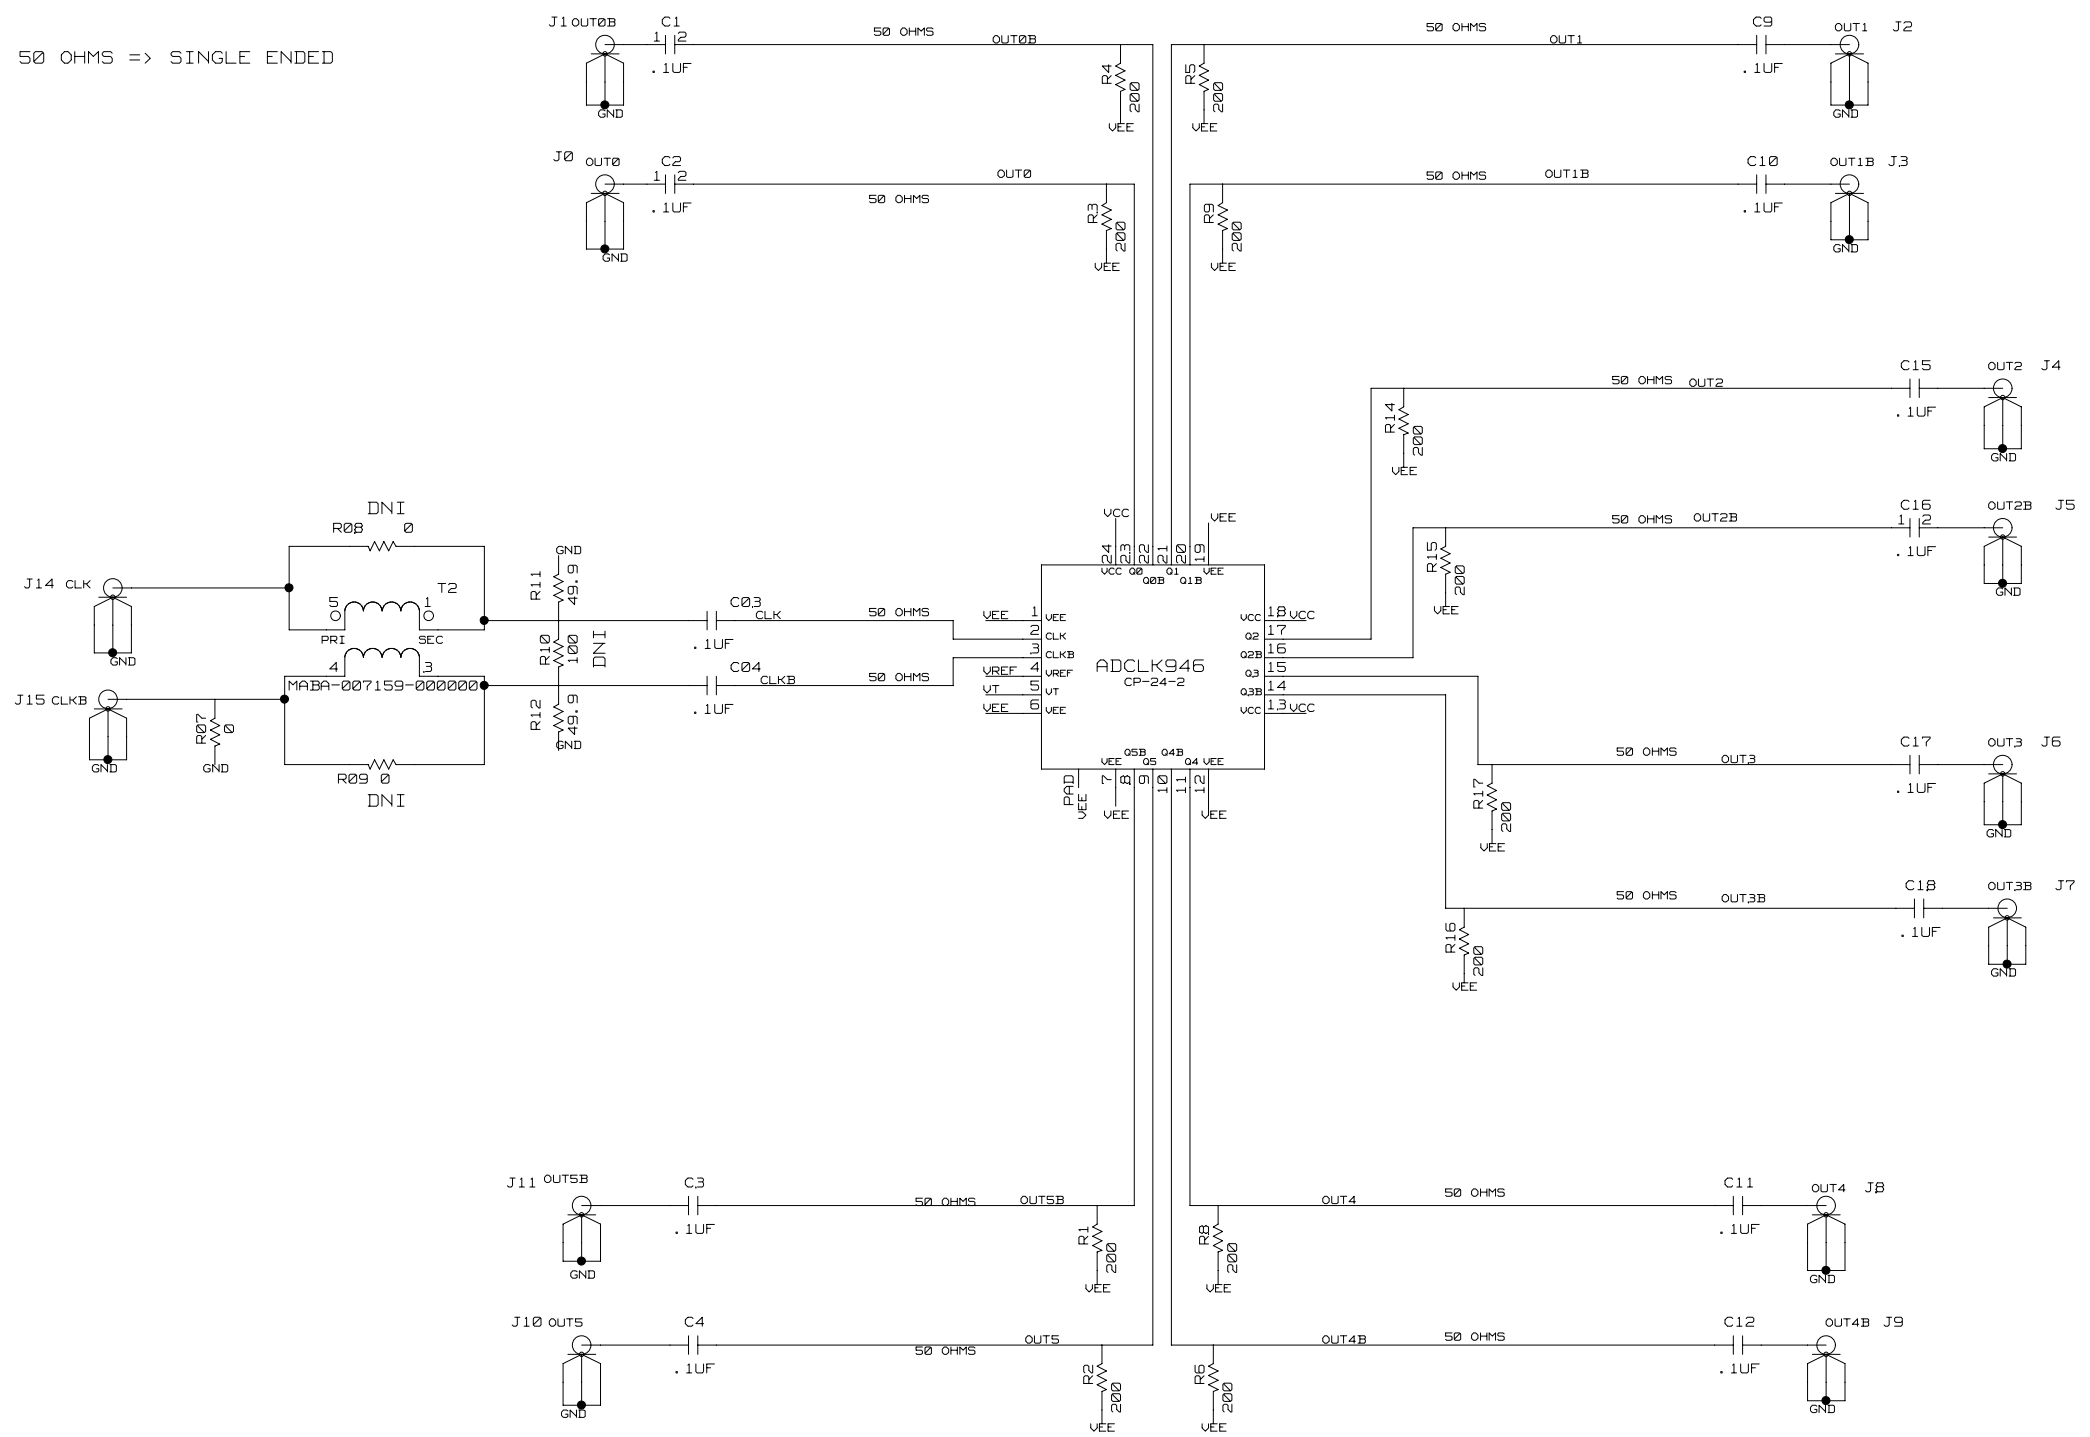 50 OHMS => SINGLE ENDED
J1 OUT0B
C1
1 2
.1UF
GND
50 OHMS
OUT0B
R4
200
VEE
R5
200
VEE
50 OHMS
OUT1
C9
.1UF
OUT1
J2
GND
J0
OUT0
C2
1 2
.1UF
GND
50 OHMS
OUT0
R3
200
VEE
R9
200
VEE
50 OHMS
OUT1B
C10
.1UF
OUT1B
J3
GND
R14
200
VEE
50 OHMS
OUT2
C15
.1UF
OUT2
J4
GND
R15
200
VEE
50 OHMS
OUT2B
C16
1 2
.1UF
OUT2B
J5
GND
DNI
R08
0
J14 CLK
GND
T2
5
1
PRI
SEC
4
3
MABA-007159-000000
J15 CLKB
GND
R07
0
GND
R09 0
DNI
GND
R11
49.9
R10
100
DNI
R12
49.9
GND
C03
CLK
.1UF
50 OHMS
C04
CLKB
.1UF
50 OHMS
VCC
VEE
24
23
22
21
20
19
VCC
Q0
Q0B
Q1
Q1B
VEE
VEE
1
VEE
2
CLK
3
CLKB
VREF
4
VREF
VT
5
VT
VEE
6
VEE
ADCLK946
CP-24-2
VCC
18
VCC
Q2
17
Q2B
16
Q3
15
Q3B
14
VCC
13
VCC
Q5B
Q4B
VEE
Q5
Q4
VEE
PAD
7
8
9
10
11
12
VEE
VEE
VEE
50 OHMS
OUT3
R17
200
VEE
C17
.1UF
OUT3
J6
GND
50 OHMS
OUT3B
R16
200
VEE
C18
.1UF
OUT3B
J7
GND
J11
OUT5B
C3
.1UF
GND
50 OHMS
OUT5B
R1
200
VEE
R8
200
VEE
OUT4
50 OHMS
C11
.1UF
OUT4
J8
GND
J10 OUT5
C4
.1UF
GND
50 OHMS
OUT5
R2
200
VEE
R6
200
VEE
OUT4B
50 OHMS
C12
.1UF
OUT4B
J9
GND